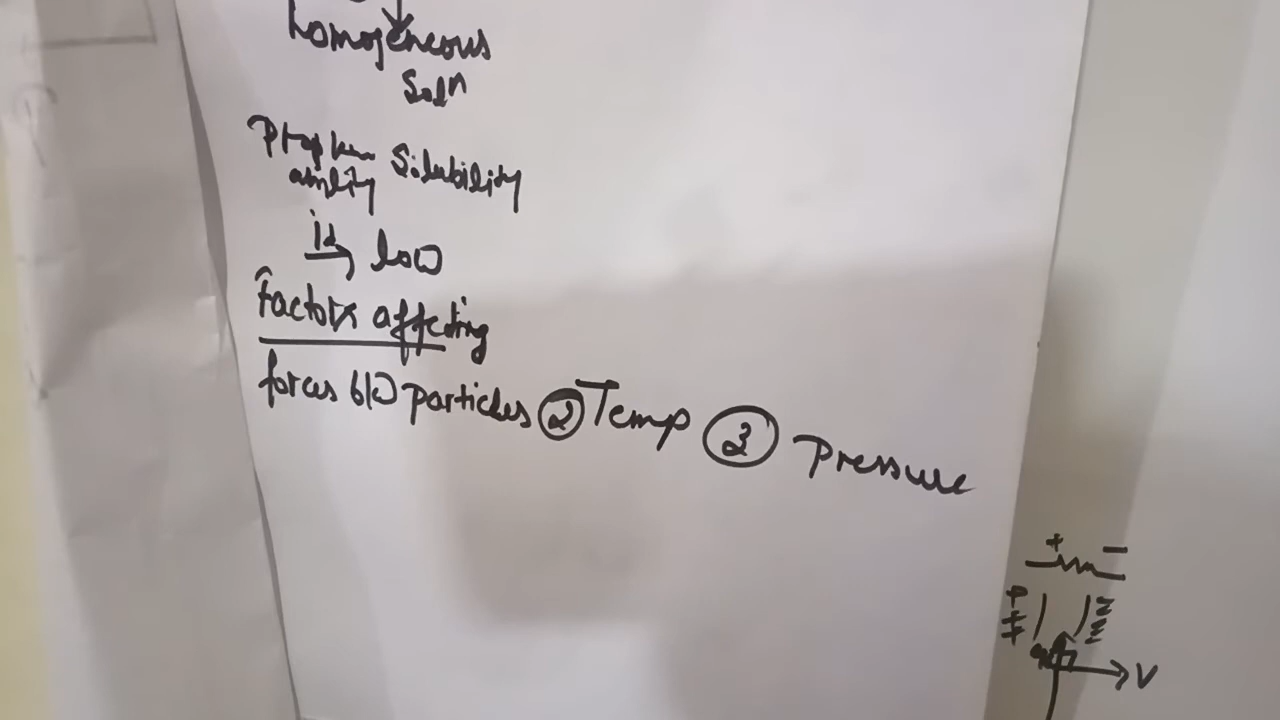 homogeneous
Solⁿ
Solubility
is low
Factors affecting
forces b/w particles ② Temp ③ Pressure
+ −
V